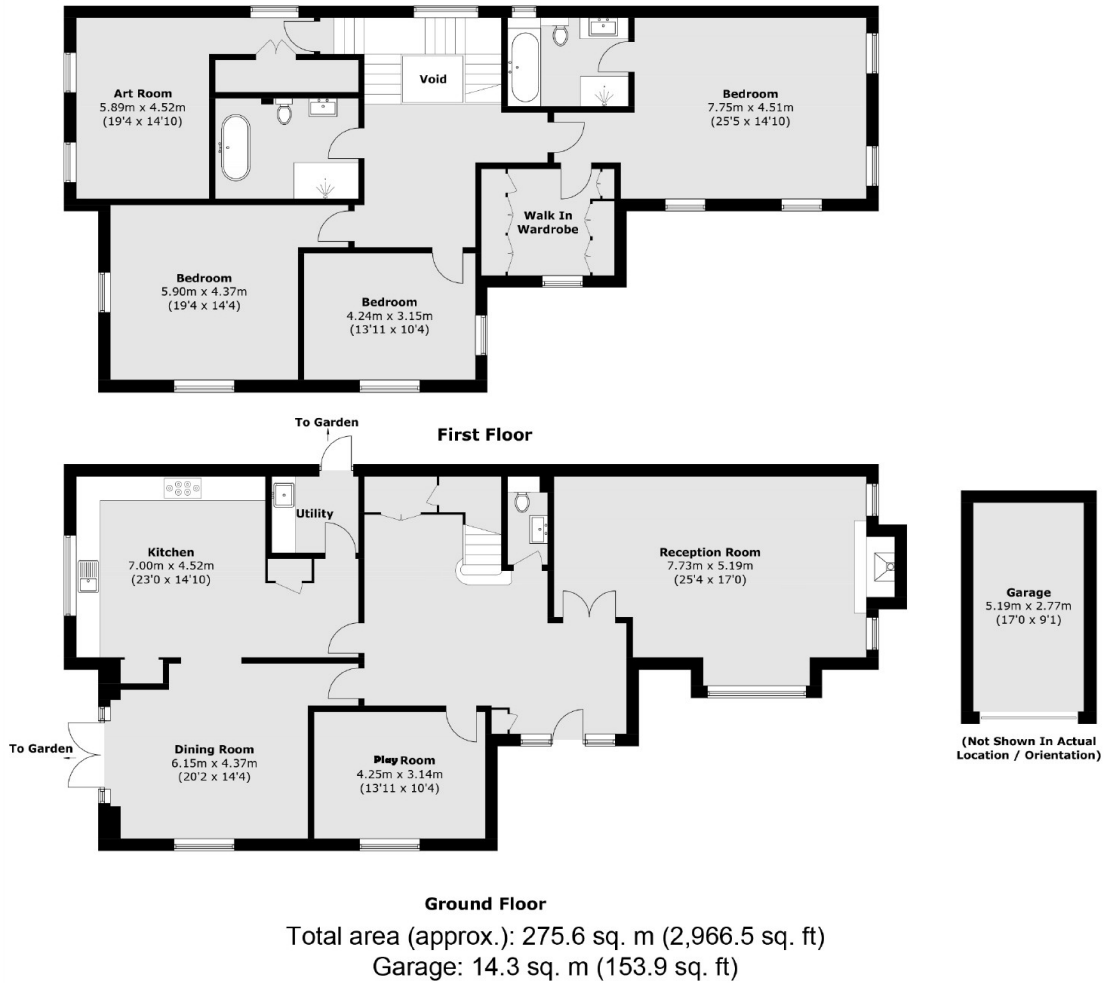 Void
Art Room
5.89m x 4.52m
(19'4 x 14'10)
Bedroom
7.75m x 4.51m
(25'5 x 14'10)
Walk In
Wardrobe
Bedroom
5.90m x 4.37m
(19'4 x 14'4)
Bedroom
4.24m x 3.15m
(13'11 x 10'4)
To Garden
First Floor
Utility
Kitchen
7.00m x 4.52m
(23'0 x 14'10)
Reception Room
7.73m x 5.19m
(25'4 x 17'0)
Garage
5.19m x 2.77m
(17'0 x 9'1)
To Garden
Dining Room
6.15m x 4.37m
(20'2 x 14'4)
Play Room
4.25m x 3.14m
(13'11 x 10'4)
(Not Shown In Actual
Location / Orientation)
Ground Floor
Total area (approx.): 275.6 sq. m (2,966.5 sq. ft)
Garage: 14.3 sq. m (153.9 sq. ft)